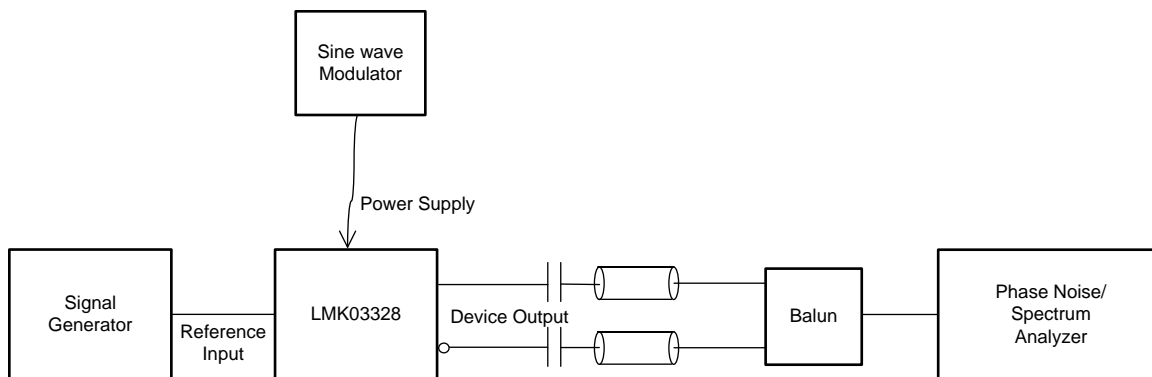 Sine wave
Modulator
Power Supply
Signal
Generator
Reference
Input
LMK03328
Device Output
Balun
Phase Noise/
Spectrum
Analyzer